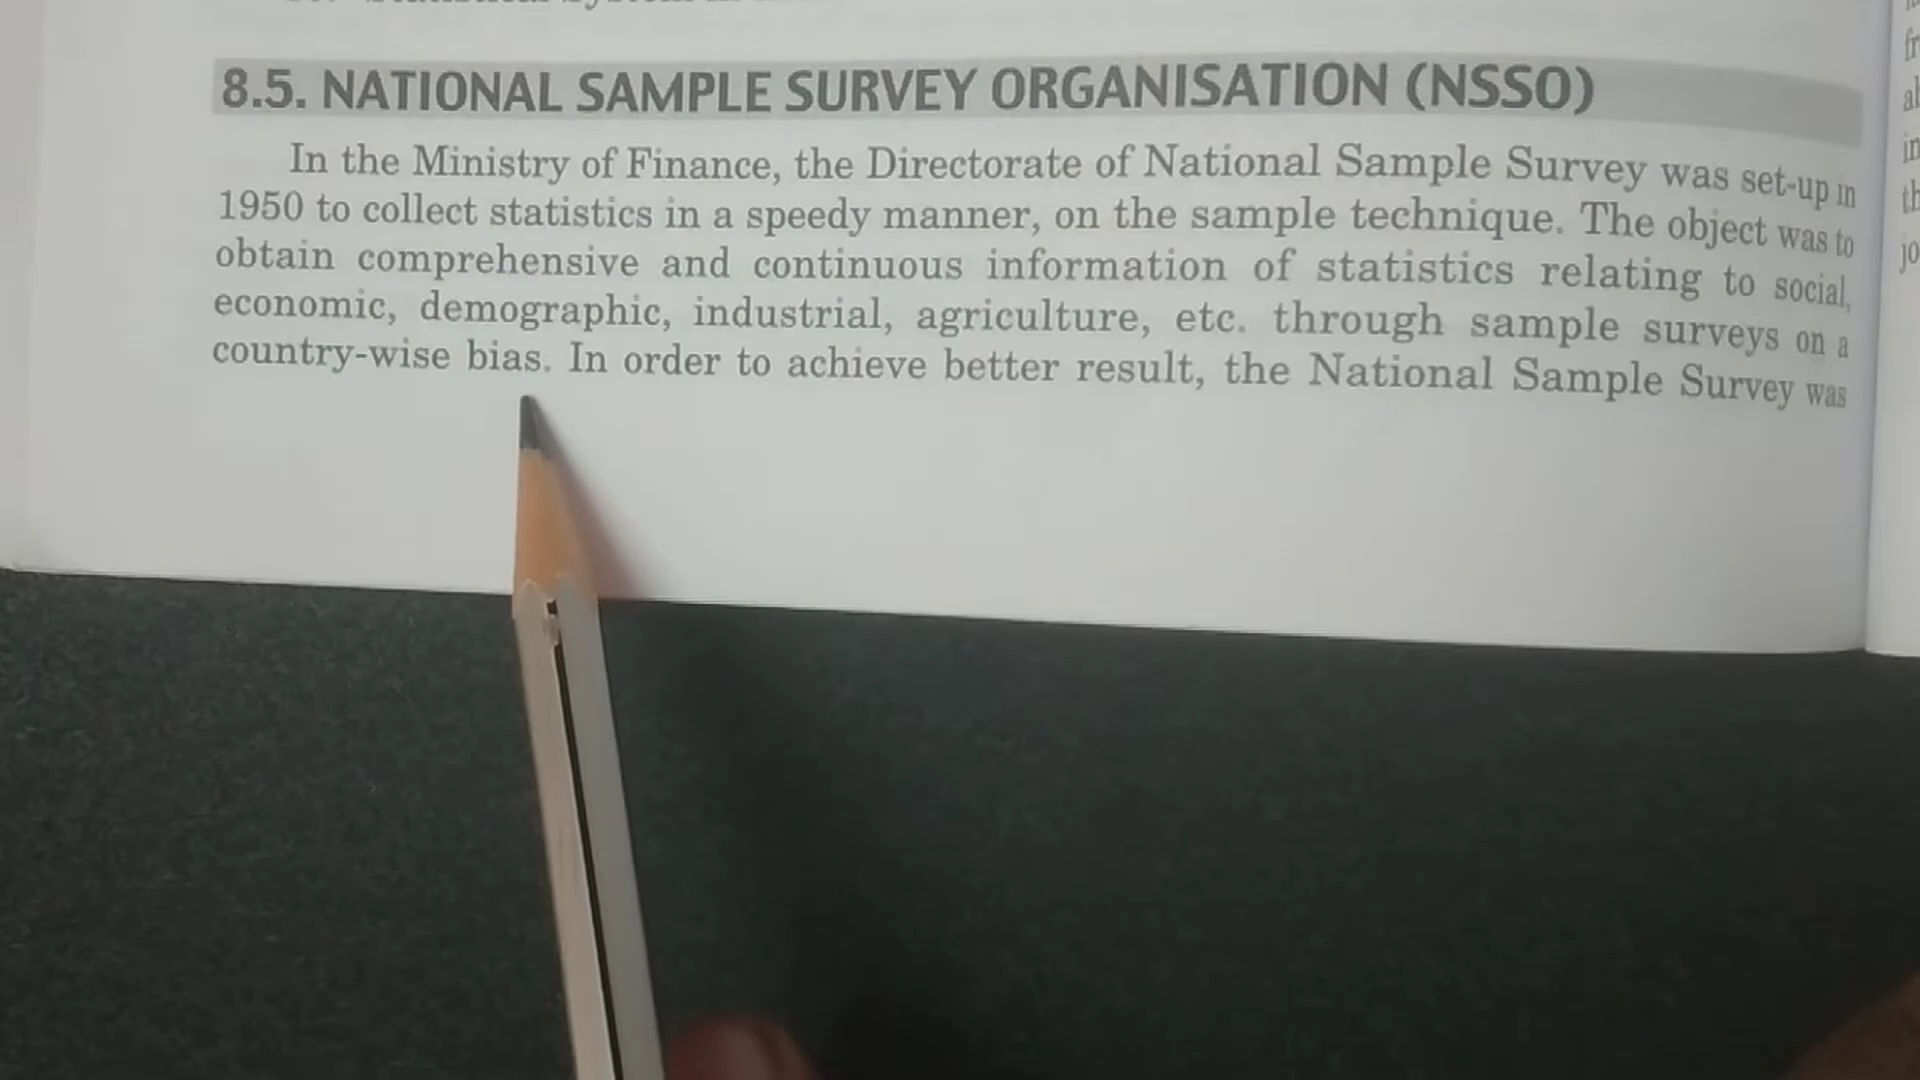 8.5. NATIONAL SAMPLE SURVEY ORGANISATION (NSSO)
In the Ministry of Finance, the Directorate of National Sample Survey was set-up in
1950 to collect statistics in a speedy manner, on the sample technique. The object was to
obtain comprehensive and continuous information of statistics relating to social,
economic, demographic, industrial, agriculture, etc. through sample surveys on a
country-wise bias. In order to achieve better result, the National Sample Survey was